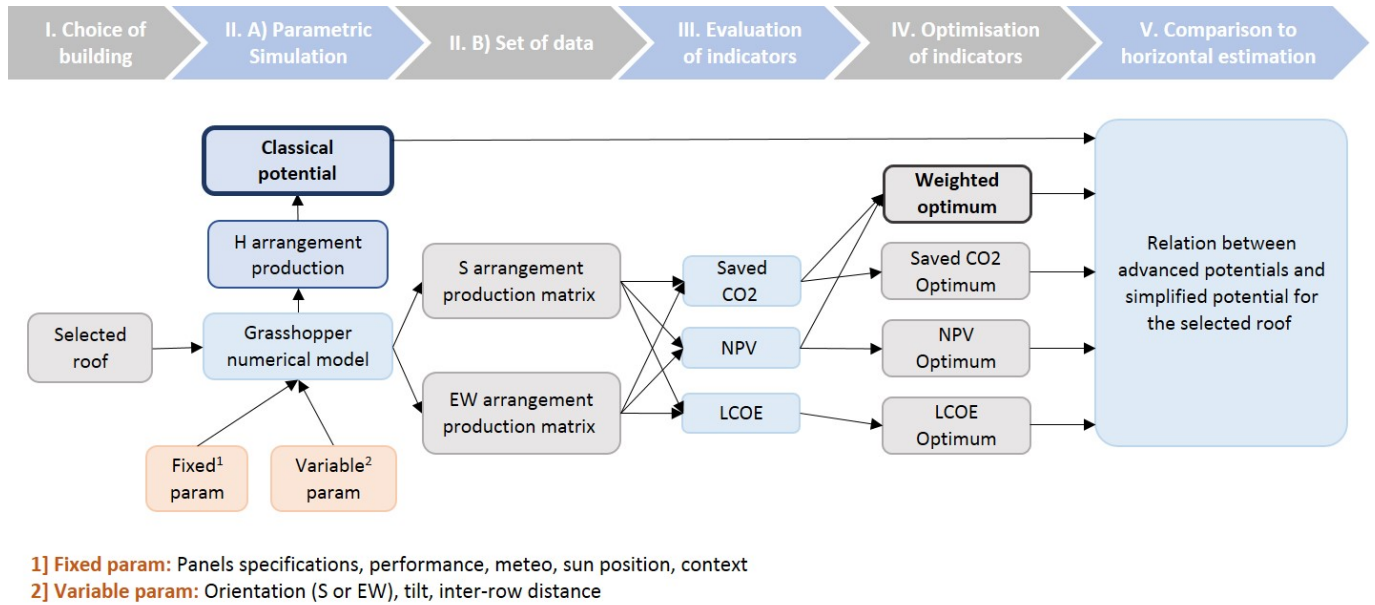 I. Choice of
building
II. A) Parametric
Simulation
II. B) Set of data
III. Evaluation
of indicators
IV. Optimisation
of indicators
V. Comparison to
horizontal estimation
Classical
potential
H arrangement
production
Selected
roof
Grasshopper
numerical model
Fixed¹
param
Variable²
param
S arrangement
production matrix
EW arrangement
production matrix
Saved
CO2
NPV
LCOE
Weighted
optimum
Saved CO2
Optimum
NPV
Optimum
LCOE
Optimum
Relation between
advanced potentials and
simplified potential for
the selected roof
1] Fixed param: Panels specifications, performance, meteo, sun position, context
2] Variable param: Orientation (S or EW), tilt, inter-row distance